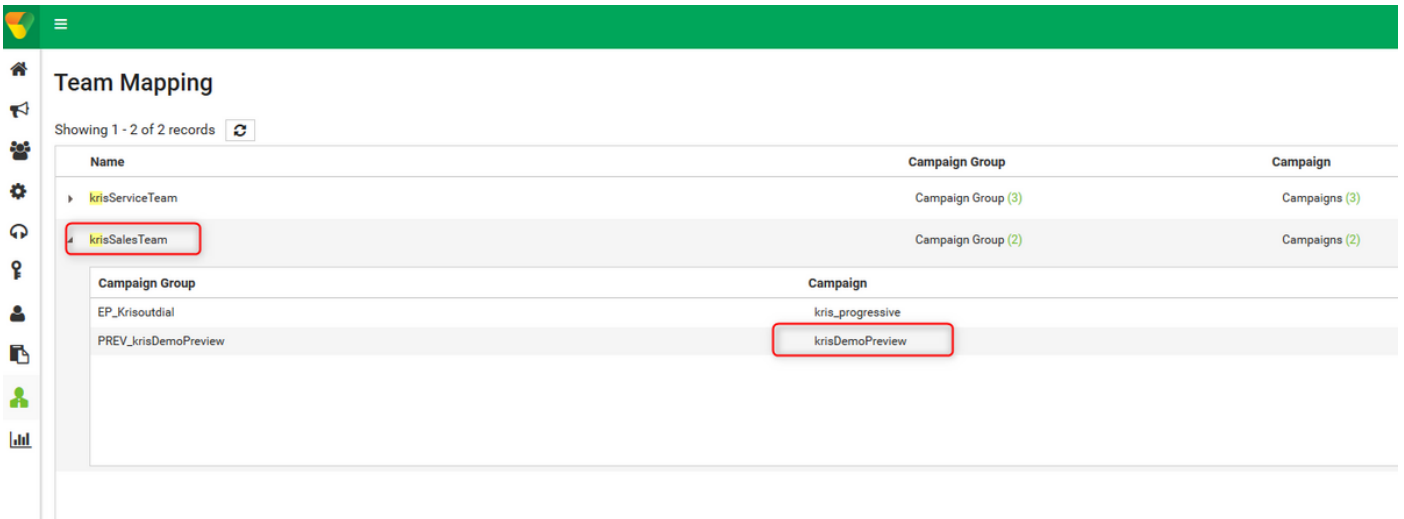 Team Mapping
Showing 1 - 2 of 2 records
Name Campaign Group Campaign
krisServiceTeam Campaign Group (3) Campaigns (3)
krisSalesTeam Campaign Group (2) Campaigns (2)
Campaign Group Campaign
EP_Krisoutdial kris_progressive
PREV_krisDemoPreview krisDemoPreview